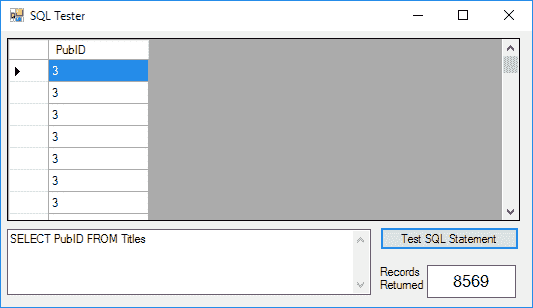 SQL Tester
PubID
3
3
3
3
3
3
3
SELECT PubID FROM Titles
Test SQL Statement
Records
Returned
8569